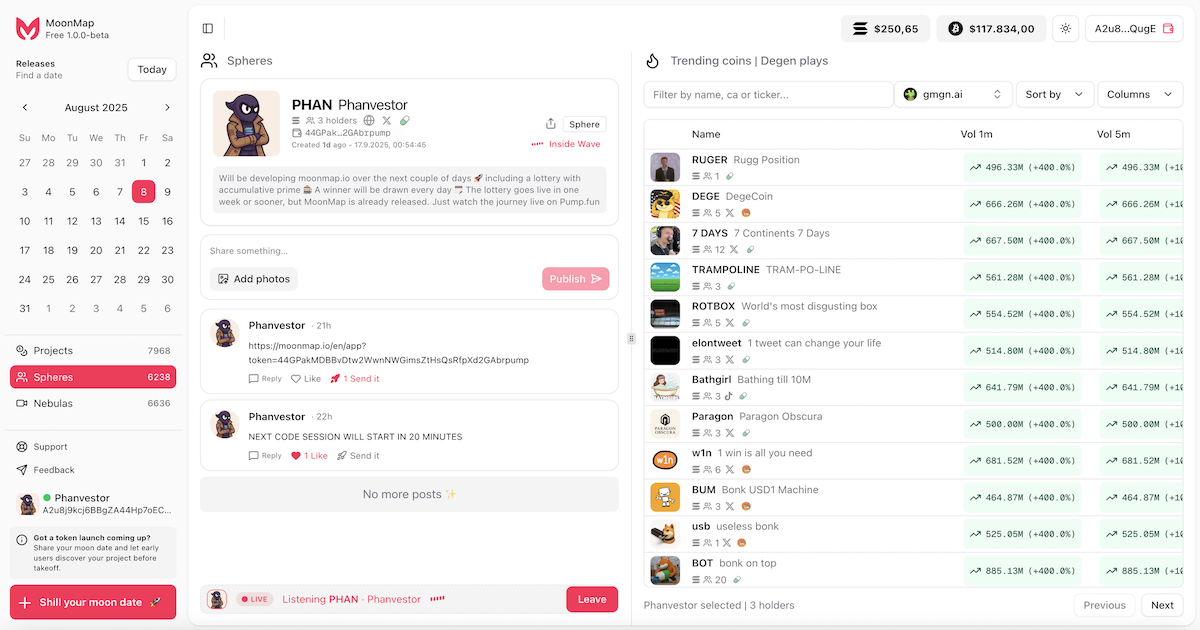 MoonMap
Free 1.0.0-beta
Releases
Find a date
Today
August 2025
Su Mo Tu We Th Fr Sa
27 28 29 30 31 1 2
3 4 5 6 7 8 9
10 11 12 13 14 15 16
17 18 19 20 21 22 23
24 25 26 27 28 29 30
31 1 2 3 4 5 6
Projects 7968
Spheres 6238
Nebulas 6636
Support
Feedback
Phanvestor
A2u8j9kcj6BBgZA44Hp7oEC...
Got a token launch coming up?
Share your moon date and let early
users discover your project before
takeoff.
Shill your moon date 🚀
$250,65
$117.834,00
A2u8...QugE
Spheres
PHAN Phanvestor
3 holders
44GPak...2GAbrpump
Created 1d ago - 17.9.2025, 00:54:45
Sphere
Inside Wave
Will be developing moonmap.io over the next couple of days 🚀 including a lottery with
accumulative prime 🎰 A winner will be drawn every day 🗓️ The lottery goes live in one
week or sooner, but MoonMap is already released. Just watch the journey live on Pump.fun
Share something...
Add photos
Publish
Phanvestor · 21h
https://moonmap.io/en/app?
token=44GPakMDBBvDtw2WwnNWGimsZtHsQsRfpXd2GAbrpump
Reply Like 1 Send it
Phanvestor · 22h
NEXT CODE SESSION WILL START IN 20 MINUTES
Reply 1 Like Send it
No more posts ✨
LIVE Listening PHAN - Phanvestor
Leave
Trending coins | Degen plays
Filter by name, ca or ticker...
gmgn.ai
Sort by
Columns
Name Vol 1m Vol 5m
RUGER Rugg Position
1
496.33M (+400.0%) 496.33M (+10
DEGE DegeCoin
5
666.26M (+400.0%) 666.26M (+10
7 DAYS 7 Continents 7 Days
12
667.50M (+400.0%) 667.50M (+10
TRAMPOLINE TRAM-PO-LINE
3
561.28M (+400.0%) 561.28M (+10
ROTBOX World's most disgusting box
5
554.52M (+400.0%) 554.52M (+10
elontweet 1 tweet can change your life
3
514.80M (+400.0%) 514.80M (+10
Bathgirl Bathing till 10M
3
641.79M (+400.0%) 641.79M (+10
PARAGON
OBSCURA
Paragon Paragon Obscura
3
500.00M (+400.0%) 500.00M (+10
w1n
w1n 1 win is all you need
6
681.52M (+400.0%) 681.52M (+10
BUM Bonk USD1 Machine
3
464.87M (+400.0%) 464.87M (+10
usb useless bonk
1
525.05M (+400.0%) 525.05M (+10
BOT bonk on top
20
885.13M (+400.0%) 885.13M (+10
Phanvestor selected | 3 holders
Previous
Next